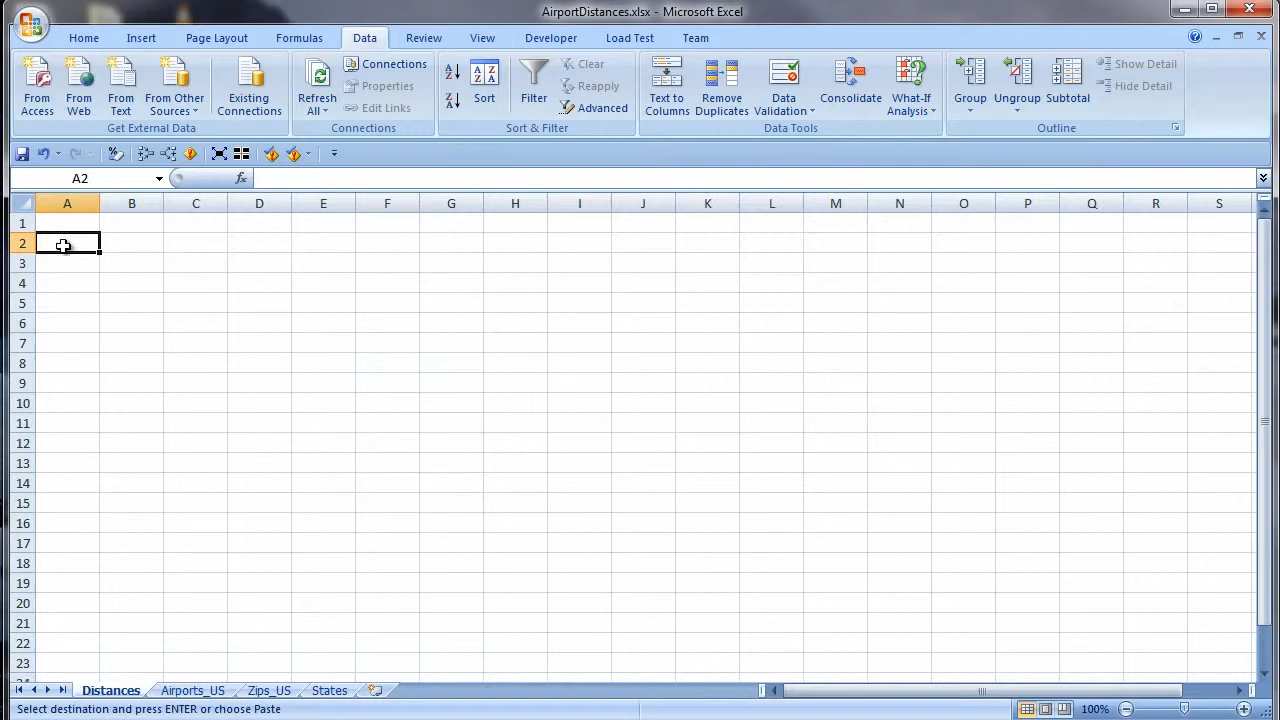 AirportDistances.xlsx - Microsoft Excel
Home Insert Page Layout Formulas Data Review View Developer Load Test Team
From Access
From Web
From Text
From Other Sources
Existing Connections
Get External Data
Refresh All
Connections
Properties
Edit Links
Connections
Sort
Filter
Clear
Reapply
Advanced
Sort & Filter
Text to Columns
Remove Duplicates
Data Validation
Consolidate
What-If Analysis
Data Tools
Group
Ungroup
Subtotal
Show Detail
Hide Detail
Outline
A2 fx
A B C D E F G H I J K L M N O P Q R S
1
2
3
4
5
6
7
8
9
10
11
12
13
14
15
16
17
18
19
20
21
22
23
Distances Airports_US Zips_US States
Select destination and press ENTER or choose Paste 100%